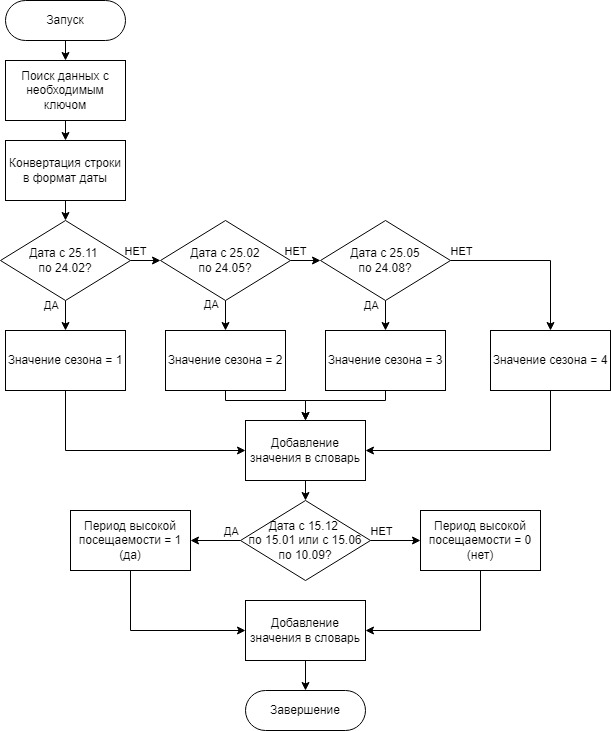 Запуск
Поиск данных с
необходимым
ключом
Конвертация строки
в формат даты
Дата с 25.11
по 24.02?
НЕТ
Дата с 25.02
по 24.05?
НЕТ
Дата с 25.05
по 24.08?
НЕТ
ДА
ДА
ДА
Значение сезона = 1
Значение сезона = 2
Значение сезона = 3
Значение сезона = 4
Добавление
значения в словарь
Период высокой
посещаемости = 1
(да)
ДА
Дата с 15.12
по 15.01 или с 15.06
по 10.09?
НЕТ
Период высокой
посещаемости = 0
(нет)
Добавление
значения в словарь
Завершение